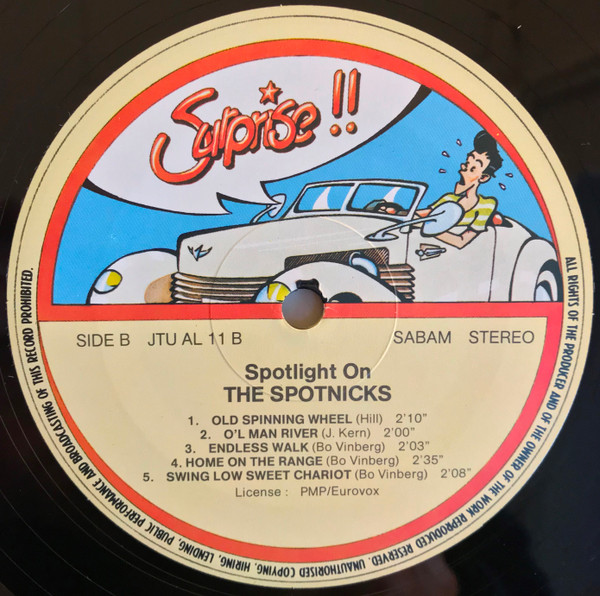 Surprise !!
SIDE B JTU AL 11 B SABAM STEREO
Spotlight On
THE SPOTNICKS
1. OLD SPINNING WHEEL (Hill) 2'10"
2. O'L MAN RIVER (J. Kern) 2'00"
3. ENDLESS WALK (Bo Vinberg) 2'03"
4. HOME ON THE RANGE (Bo Vinberg) 2'35"
5. SWING LOW SWEET CHARIOT (Bo Vinberg) 2'08"
License : PMP/Eurovox
ALL RIGHTS OF THE PRODUCER AND OF THE OWNER OF THE WORK REPRODUCED RESERVED. UNAUTHORISED COPYING, HIRING, LENDING, PUBLIC PERFORMANCE AND BROADCASTING OF THIS RECORD PROHIBITED.